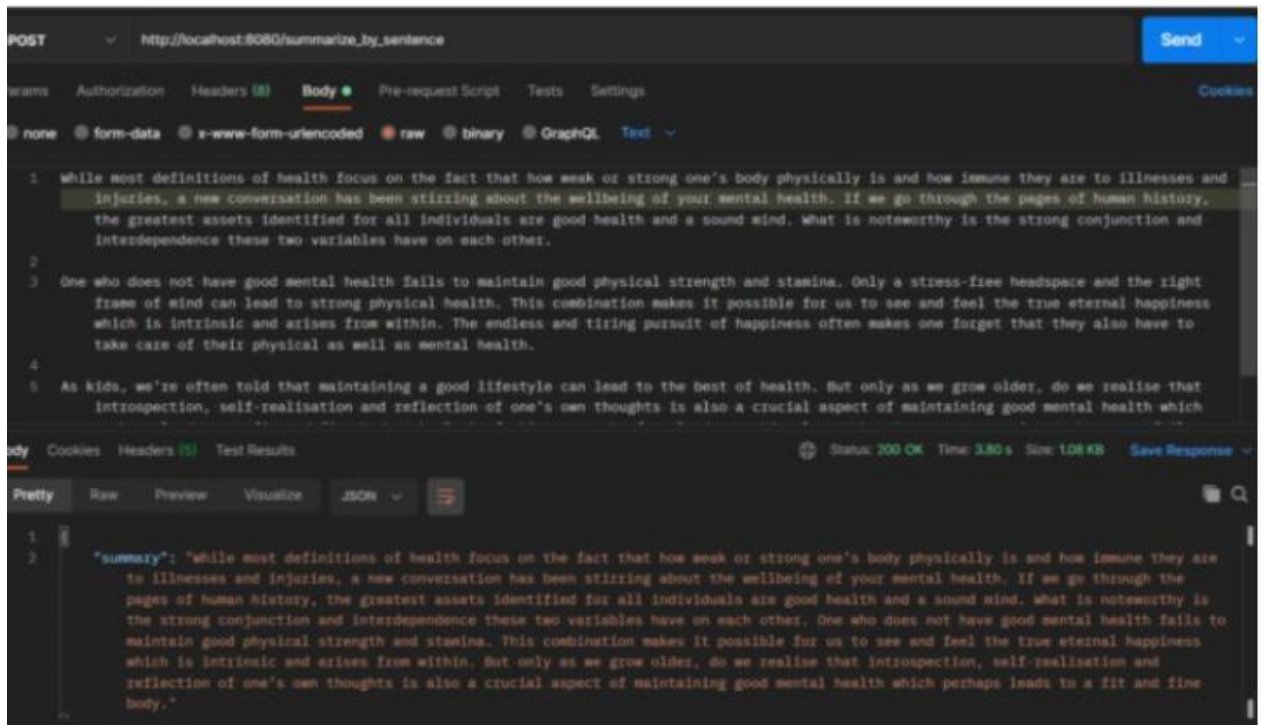 POST http://localhost:8080/summarize_by_sentence Send
arams Authorization Headers (8) Body Pre-request Script Tests Settings Cookies
none form-data x-www-form-urlencoded raw binary GraphQL Text
1 While most definitions of health focus on the fact that how weak or strong one's body physically is and how immune they are to illnesses and
injuries, a new conversation has been stirring about the wellbeing of your mental health. If we go through the pages of human history,
the greatest assets identified for all individuals are good health and a sound mind. What is noteworthy is the strong conjunction and
interdependence these two variables have on each other.
2
3 One who does not have good mental health fails to maintain good physical strength and stamina. Only a stress-free headspace and the right
frame of mind can lead to strong physical health. This combination makes it possible for us to see and feel the true eternal happiness
which is intrinsic and arises from within. The endless and tiring pursuit of happiness often makes one forget that they also have to
take care of their physical as well as mental health.
4
5 As kids, we're often told that maintaining a good lifestyle can lead to the best of health. But only as we grow older, do we realise that
introspection, self-realisation and reflection of one's own thoughts is also a crucial aspect of maintaining good mental health which
ody Cookies Headers (5) Test Results Status: 200 OK Time: 3.80 s Size: 1.08 KB Save Response
Pretty Raw Preview Visualize JSON
1 {
2 "summary": "While most definitions of health focus on the fact that how weak or strong one's body physically is and how immune they are
to illnesses and injuries, a new conversation has been stirring about the wellbeing of your mental health. If we go through the
pages of human history, the greatest assets identified for all individuals are good health and a sound mind. What is noteworthy is
the strong conjunction and interdependence these two variables have on each other. One who does not have good mental health fails to
maintain good physical strength and stamina. This combination makes it possible for us to see and feel the true eternal happiness
which is intrinsic and arises from within. But only as we grow older, do we realise that introspection, self-realisation and
reflection of one's own thoughts is also a crucial aspect of maintaining good mental health which perhaps leads to a fit and fine
body."